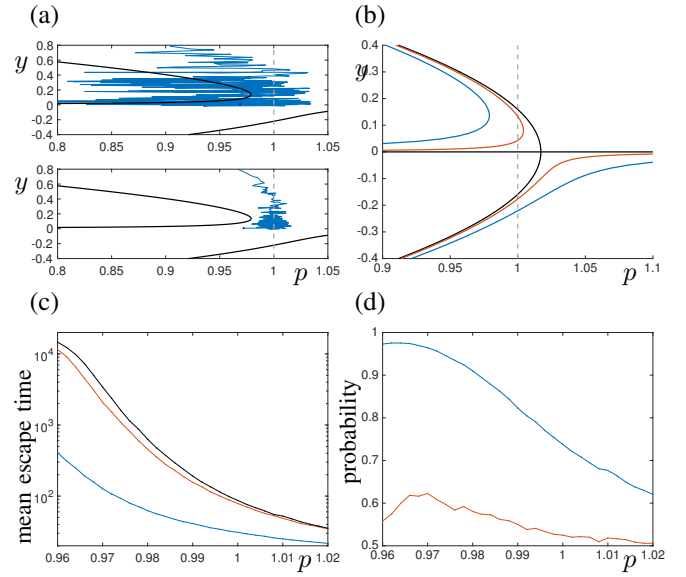 (a)
0.8
0.6
y
0.4
0.2
0
-0.2
-0.4
0.8 0.85 0.9 0.95 1 1.05
0.8
0.6
y
0.4
0.2
0
-0.2
-0.4
0.8 0.85 0.9 0.95 1 p 1.05
(b)
0.4
y
0.3
0.2
0.1
0
-0.1
-0.2
-0.3
-0.4
0.9 0.95 1 1.05 p 1.1
(c)
10^4
10^3
10^2
mean escape time
0.96 0.97 0.98 0.99 1 1.01 p 1.02
(d)
1
0.9
0.8
0.7
0.6
0.5
probability
0.96 0.97 0.98 0.99 1 1.01 p 1.02